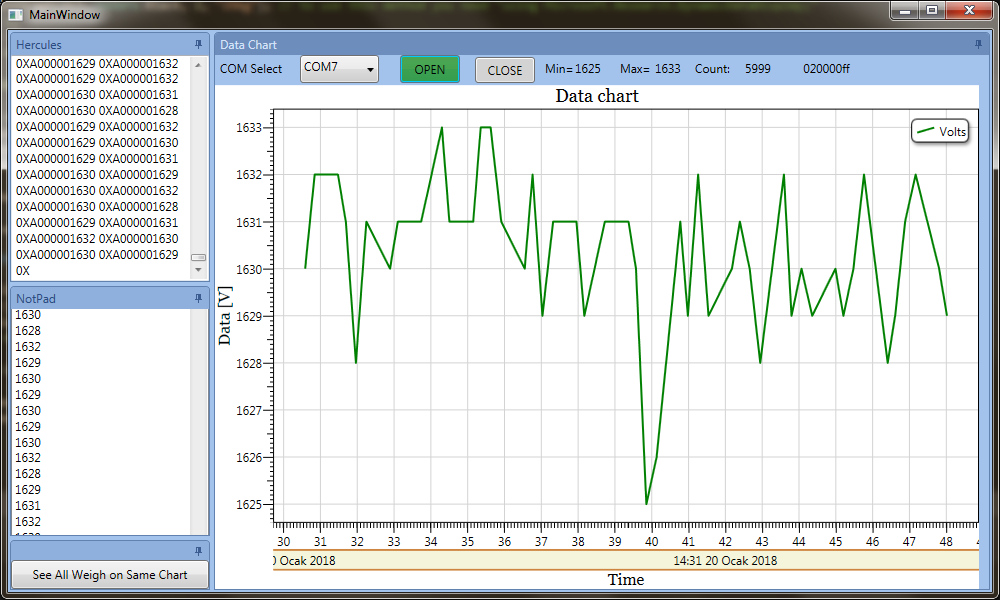 MainWindow
Hercules
0XA000001629 0XA000001632
0XA000001629 0XA000001632
0XA000001630 0XA000001631
0XA000001630 0XA000001628
0XA000001629 0XA000001632
0XA000001629 0XA000001630
0XA000001629 0XA000001631
0XA000001630 0XA000001629
0XA000001630 0XA000001632
0XA000001630 0XA000001628
0XA000001629 0XA000001631
0XA000001632 0XA000001630
0XA000001630 0XA000001629
0X
NotPad
1630
1628
1632
1629
1630
1629
1630
1629
1630
1632
1628
1629
1631
1632
See All Weigh on Same Chart
Data Chart
COM Select COM7 OPEN CLOSE Min= 1625 Max= 1633 Count: 5999 020000ff
Data chart
Volts
Data [V]
1633
1632
1631
1630
1629
1628
1627
1626
1625
30 31 32 33 34 35 36 37 38 39 40 41 42 43 44 45 46 47 48
Ocak 2018 14:31 20 Ocak 2018
Time